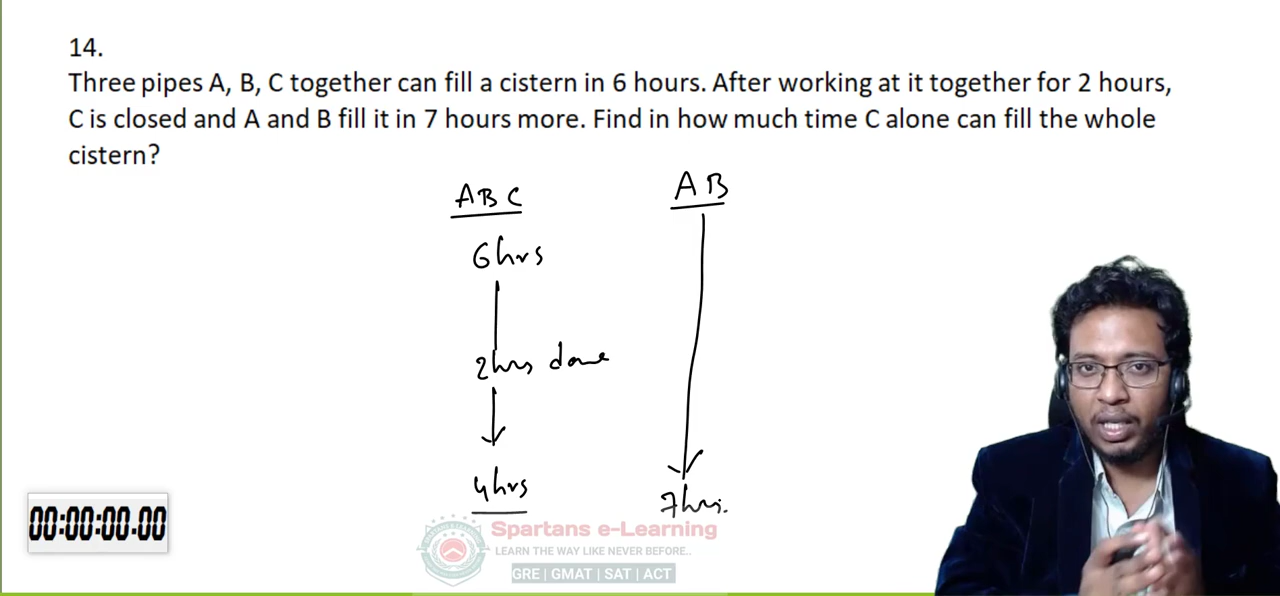 14.
Three pipes A, B, C together can fill a cistern in 6 hours. After working at it together for 2 hours,
C is closed and A and B fill it in 7 hours more. Find in how much time C alone can fill the whole
cistern?
A B C
A B
6hrs
2hrs done
4hrs
7hrs.
00:00:00.00
Spartans e-Learning
LEARN THE WAY LIKE NEVER BEFORE..
GRE | GMAT | SAT | ACT